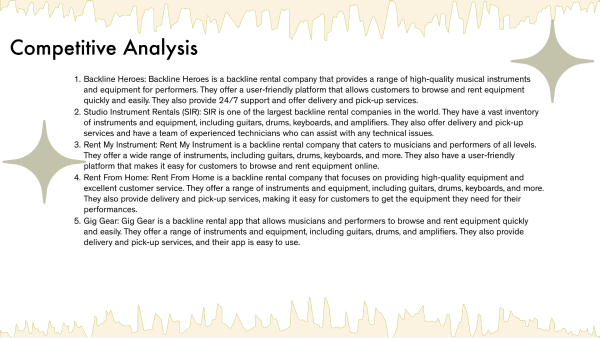 Competitive Analysis
1. Backline Heroes: Backline Heroes is a backline rental company that provides a range of high-quality musical instruments
and equipment for performers. They offer a user-friendly platform that allows customers to browse and rent equipment
quickly and easily. They also provide 24/7 support and offer delivery and pick-up services.
2. Studio Instrument Rentals (SIR): SIR is one of the largest backline rental companies in the world. They have a vast inventory
of instruments and equipment, including guitars, drums, keyboards, and amplifiers. They also offer delivery and pick-up
services and have a team of experienced technicians who can assist with any technical issues.
3. Rent My Instrument: Rent My Instrument is a backline rental company that caters to musicians and performers of all levels.
They offer a wide range of instruments, including guitars, drums, keyboards, and more. They also have a user-friendly
platform that makes it easy for customers to browse and rent equipment online.
4. Rent From Home: Rent From Home is a backline rental company that focuses on providing high-quality equipment and
excellent customer service. They offer a range of instruments and equipment, including guitars, drums, keyboards, and more.
They also provide delivery and pick-up services, making it easy for customers to get the equipment they need for their
performances.
5. Gig Gear: Gig Gear is a backline rental app that allows musicians and performers to browse and rent equipment quickly
and easily. They offer a range of instruments and equipment, including guitars, drums, and amplifiers. They also provide
delivery and pick-up services, and their app is easy to use.